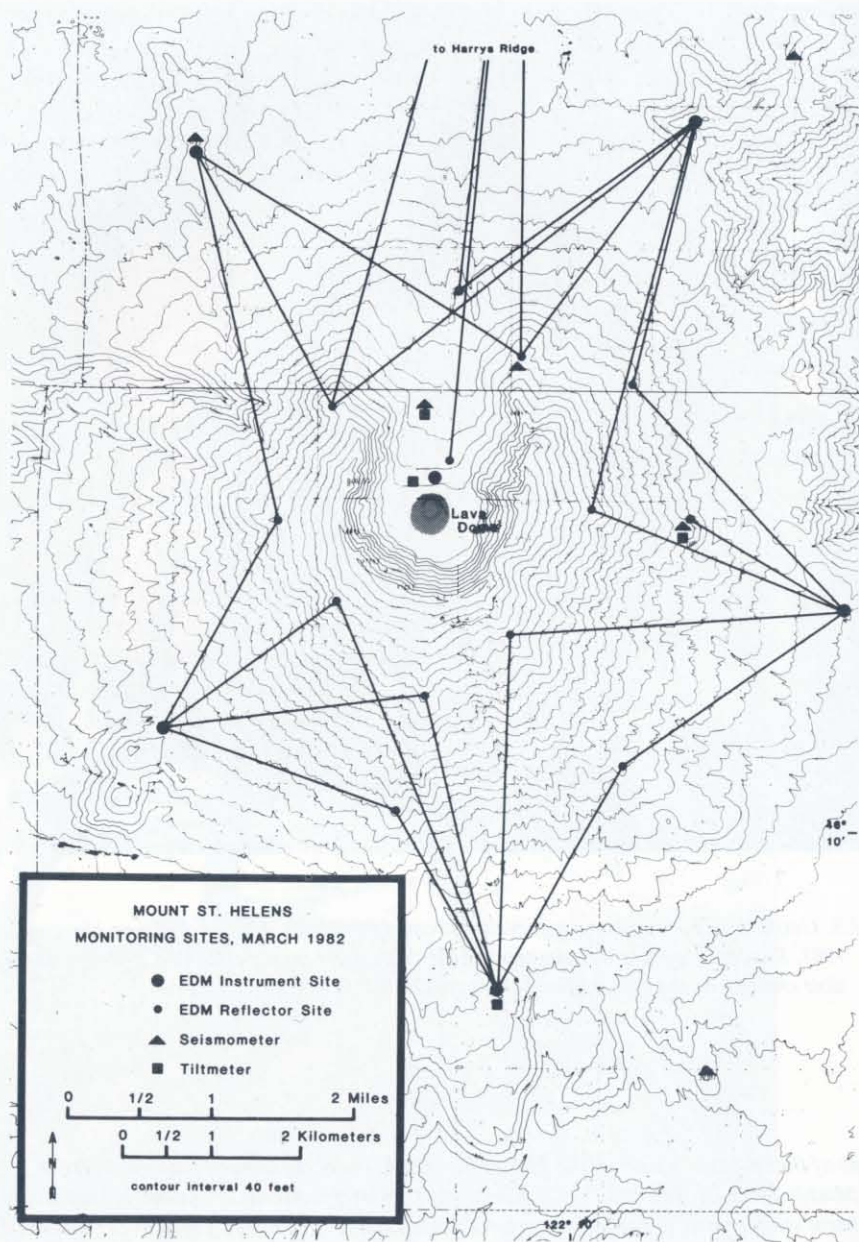 to Harrys Ridge
Lava
Dome
46°
10'
MOUNT ST. HELENS
MONITORING SITES, MARCH 1982
EDM Instrument Site
EDM Reflector Site
Seismometer
Tiltmeter
0 1/2 1 2 Miles
0 1/2 1 2 Kilometers
N
contour interval 40 feet
122°